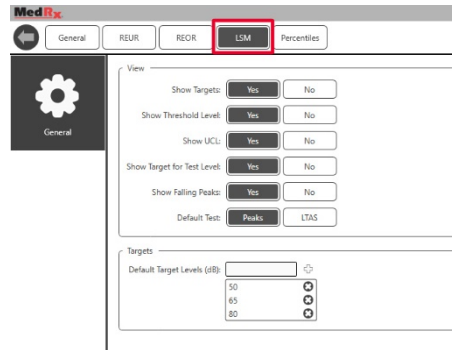 MedRx
General REUR REOR LSM Percentiles
General
View
Show Targets: Yes No
Show Threshold Level: Yes No
Show UCL: Yes No
Show Target for Test Level: Yes No
Show Falling Peaks: Yes No
Default Test: Peaks LTAS
Targets
Default Target Levels (dB):
50
65
80